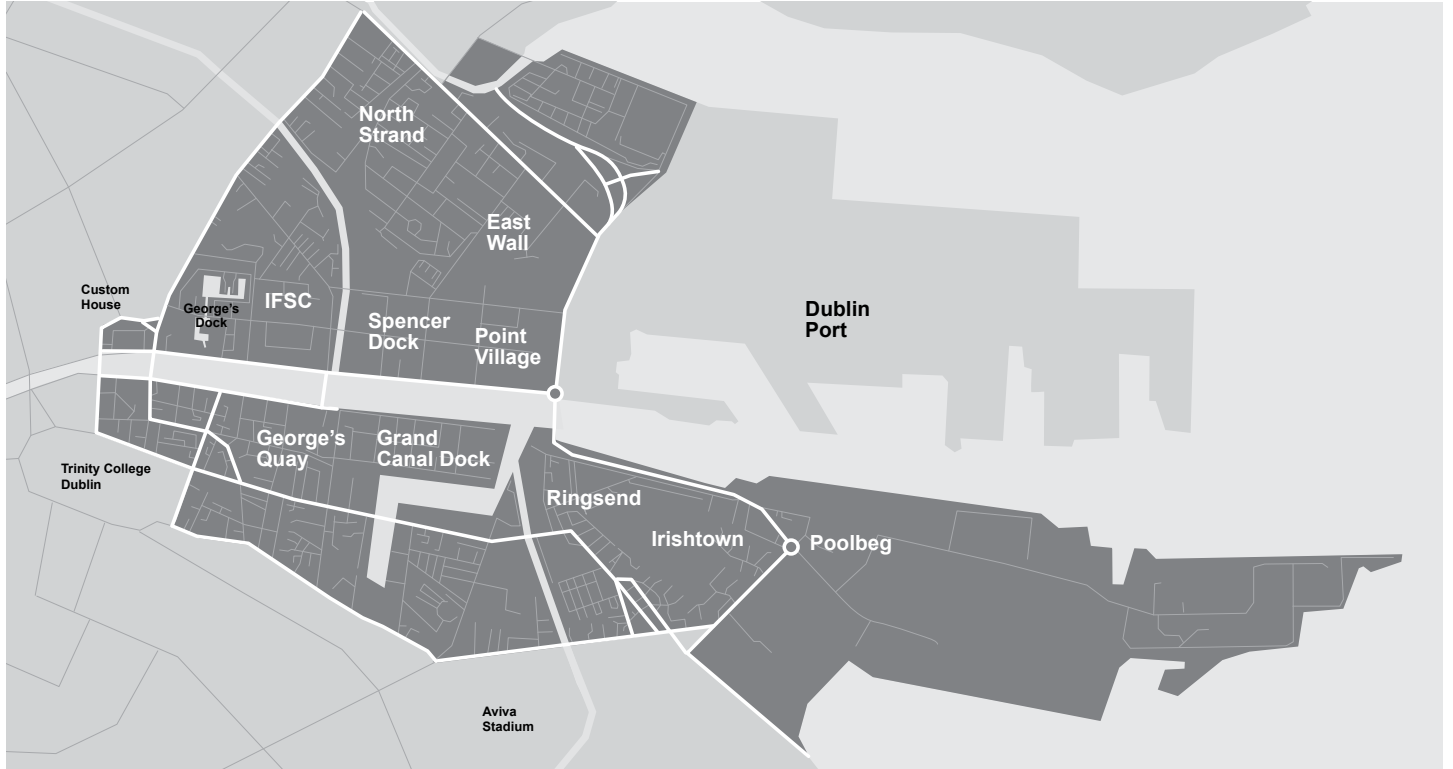 North
Strand
East
Wall
Custom
House
George's
Dock
IFSC
Spencer
Dock
Point
Village
Dublin
Port
George's
Quay
Grand
Canal Dock
Trinity College
Dublin
Ringsend
Irishtown
Poolbeg
Aviva
Stadium